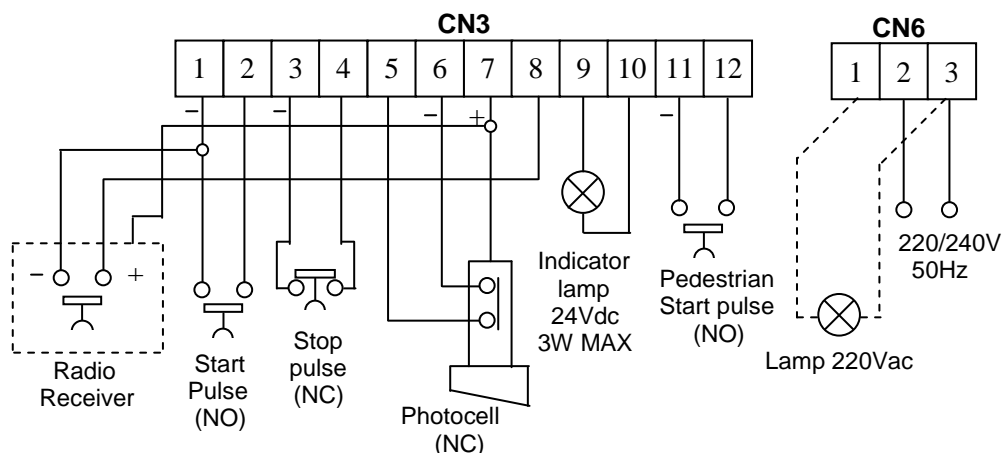 CN3
CN6
1 2 3 4 5 6 7 8 9 10 11 12
1 2 3
− − − + −
− +
220/240V
50Hz
Indicator
lamp
24Vdc
3W MAX
Pedestrian
Start pulse
(NO)
Radio
Receiver
Start
Pulse
(NO)
Stop
pulse
(NC)
Photocell
(NC)
Lamp 220Vac